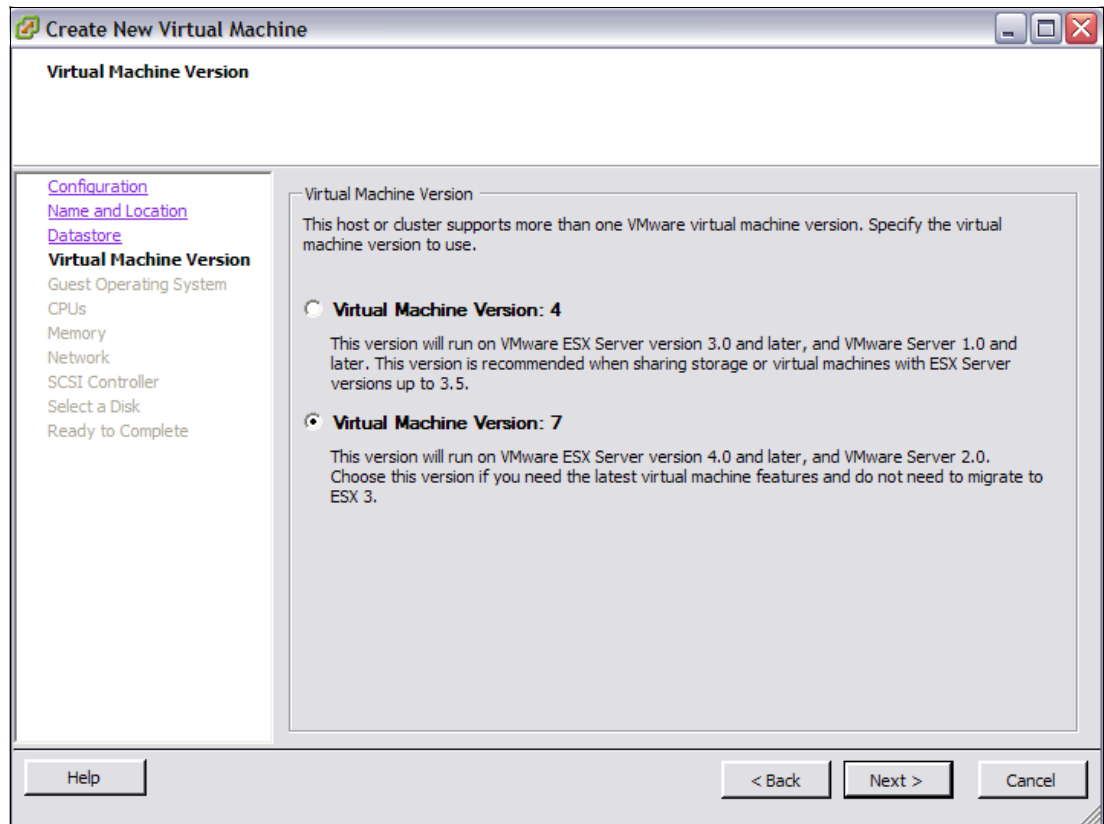 Create New Virtual Machine
Virtual Machine Version
Configuration
Name and Location
Datastore
Virtual Machine Version
Guest Operating System
CPUs
Memory
Network
SCSI Controller
Select a Disk
Ready to Complete
Virtual Machine Version
This host or cluster supports more than one VMware virtual machine version. Specify the virtual
machine version to use.
Virtual Machine Version: 4
This version will run on VMware ESX Server version 3.0 and later, and VMware Server 1.0 and
later. This version is recommended when sharing storage or virtual machines with ESX Server
versions up to 3.5.
Virtual Machine Version: 7
This version will run on VMware ESX Server version 4.0 and later, and VMware Server 2.0.
Choose this version if you need the latest virtual machine features and do not need to migrate to
ESX 3.
Help
< Back
Next >
Cancel